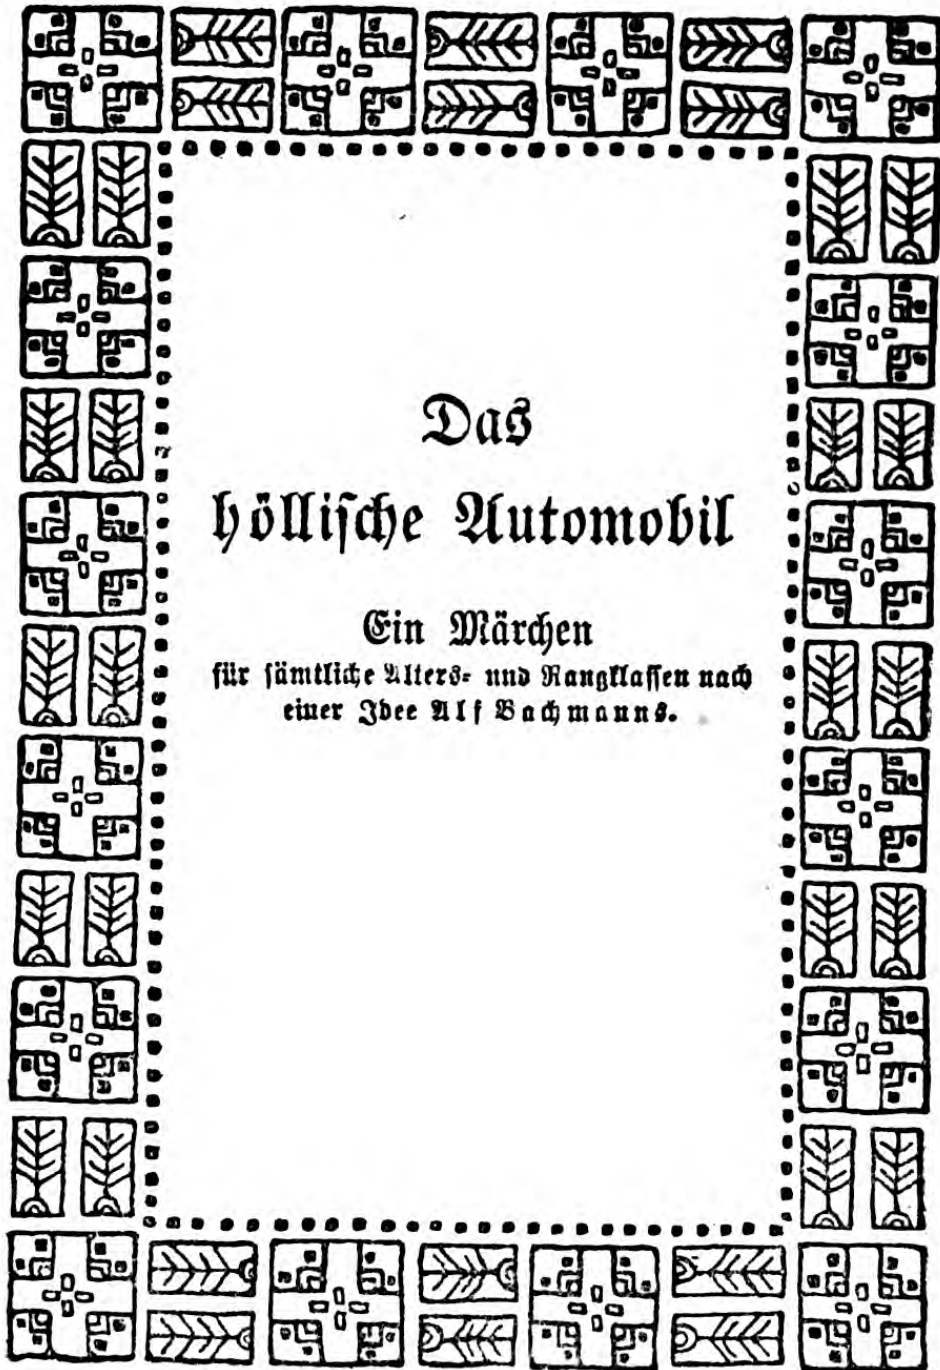 Das
höllische Automobil
Ein Märchen
für sämtliche Alters- und Rangklassen nach
einer Idee Alf Bachmanns.